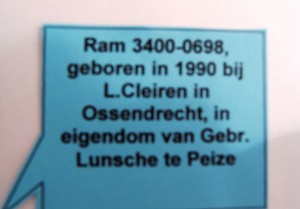 Ram 3400-0698,
geboren in 1990 bij
L.Cleiren in
Ossendrecht, in
eigendom van Gebr.
Lunsche te Peize